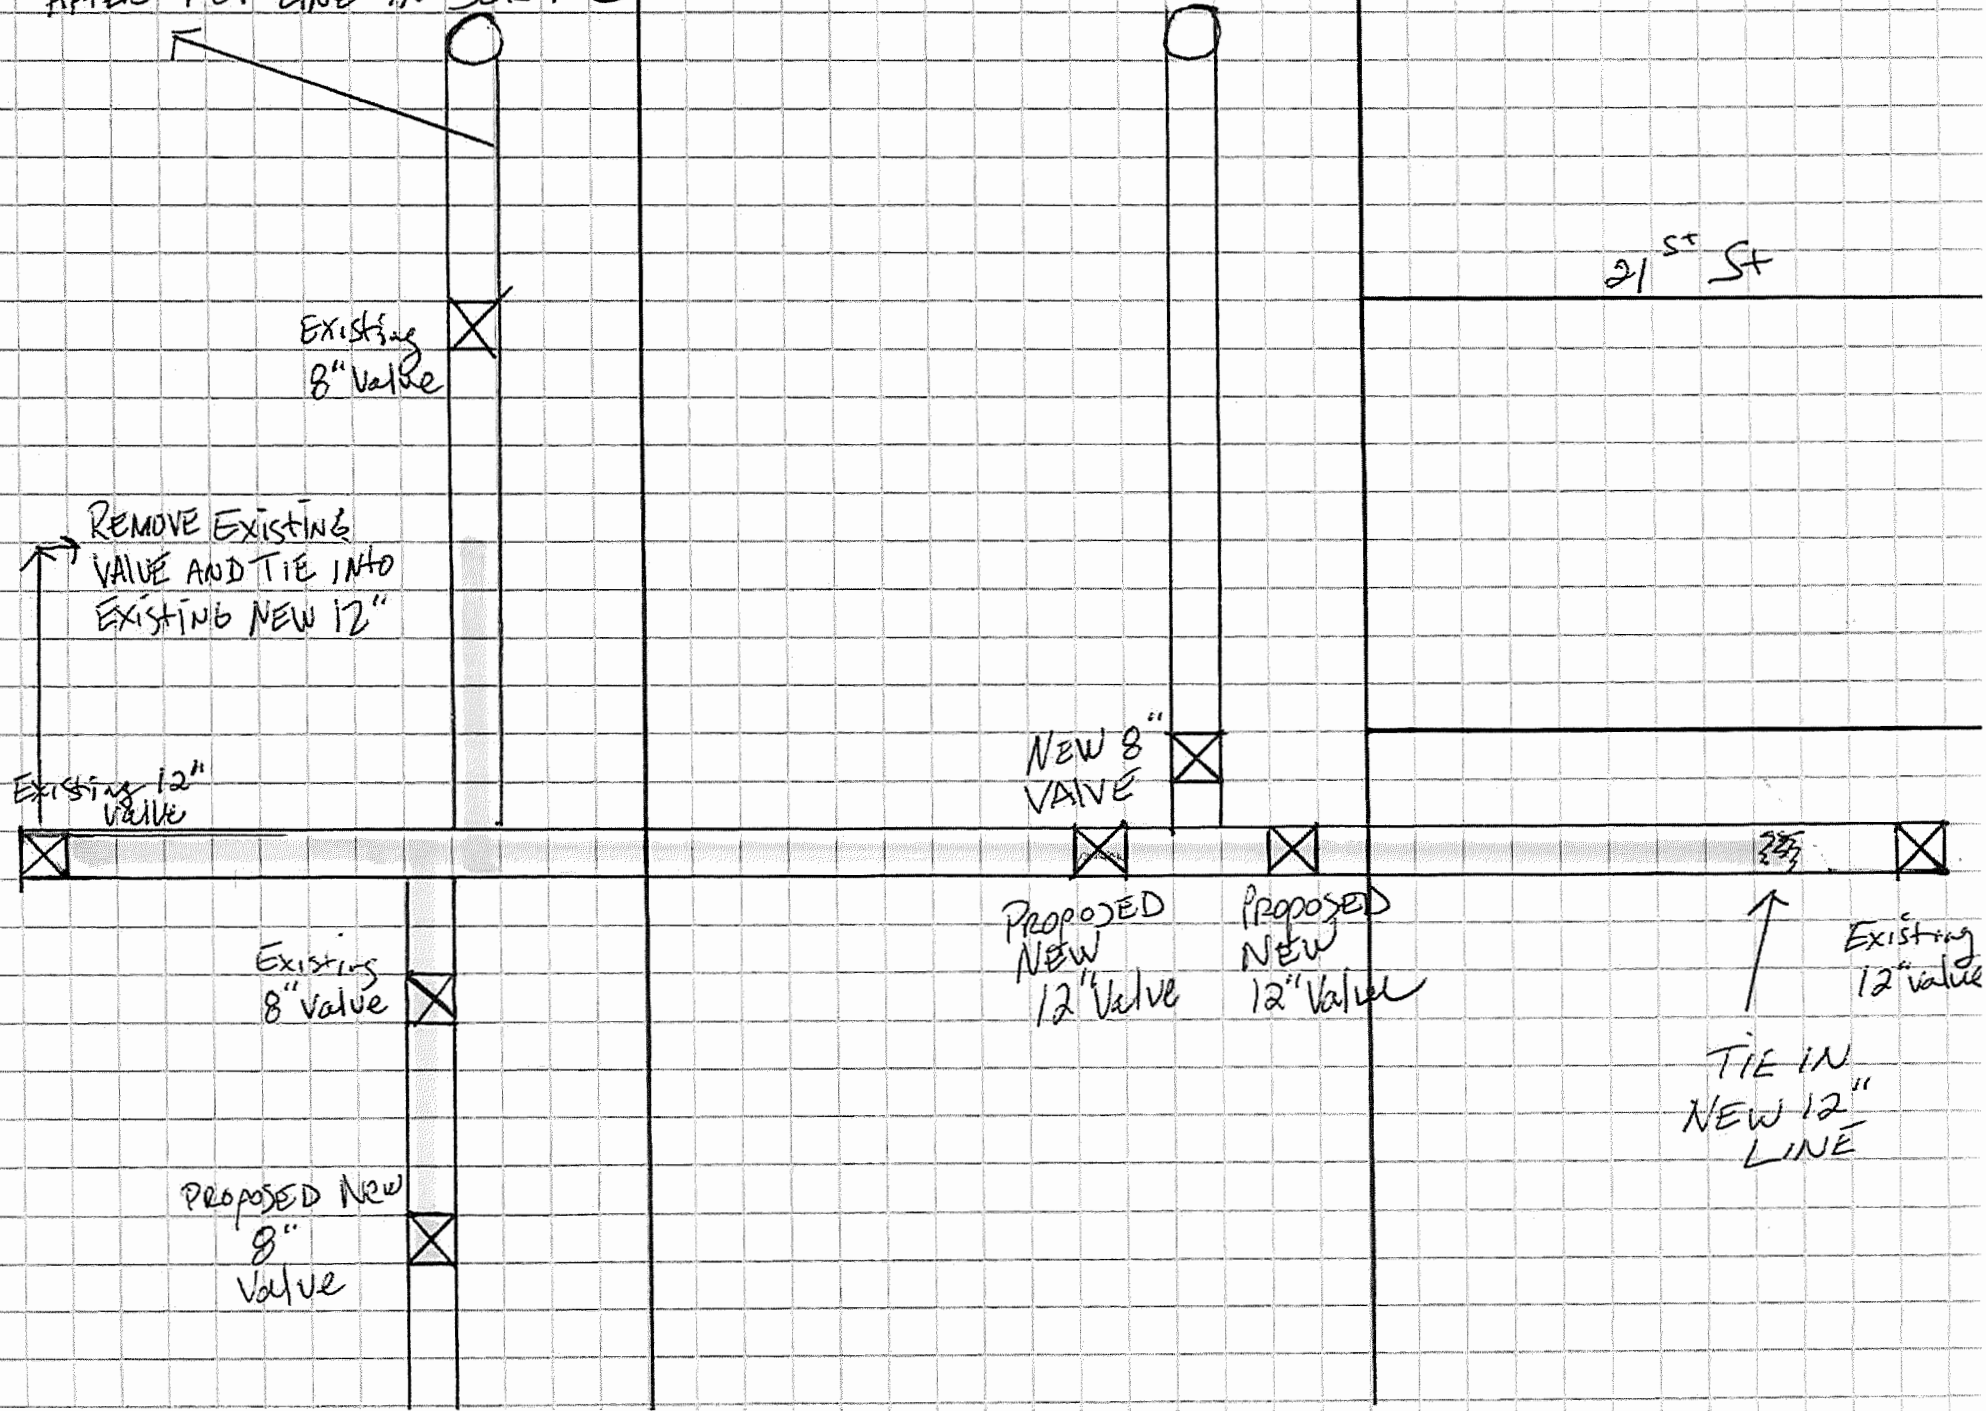 21st St
Existing
8" Valve
REMOVE EXiSTiNG
VALVE AND TiE iNTO
EXiSTiNG NEW 12"
NEW 8"
VALVE
Existing 12"
Valve
PROPOSED
NEW
12" Valve
PROPOSED
NEW
12" Valve
Existing
12" Valve
Existing
8" Valve
TiE iN
NEW 12"
LiNE
PROPOSED New
8"
Valve